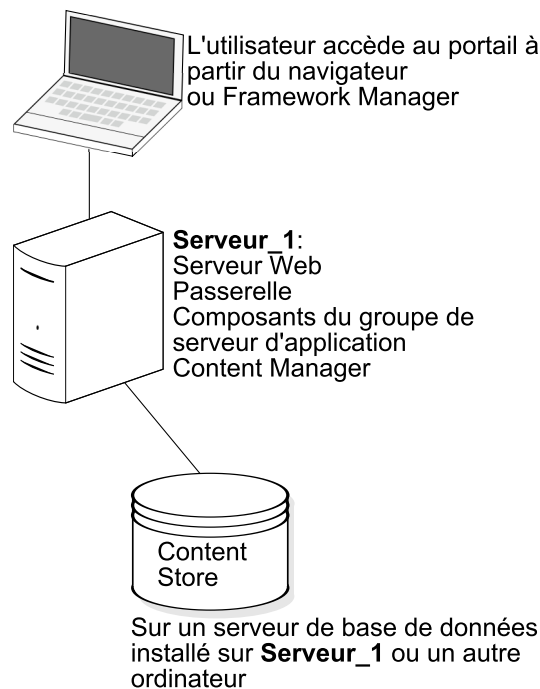 L'utilisateur accède au portail à
partir du navigateur
ou Framework Manager
Serveur_1:
Serveur Web
Passerelle
Composants du groupe de
serveur d'application
Content Manager
Content
Store
Sur un serveur de base de données
installé sur Serveur_1 ou un autre
ordinateur